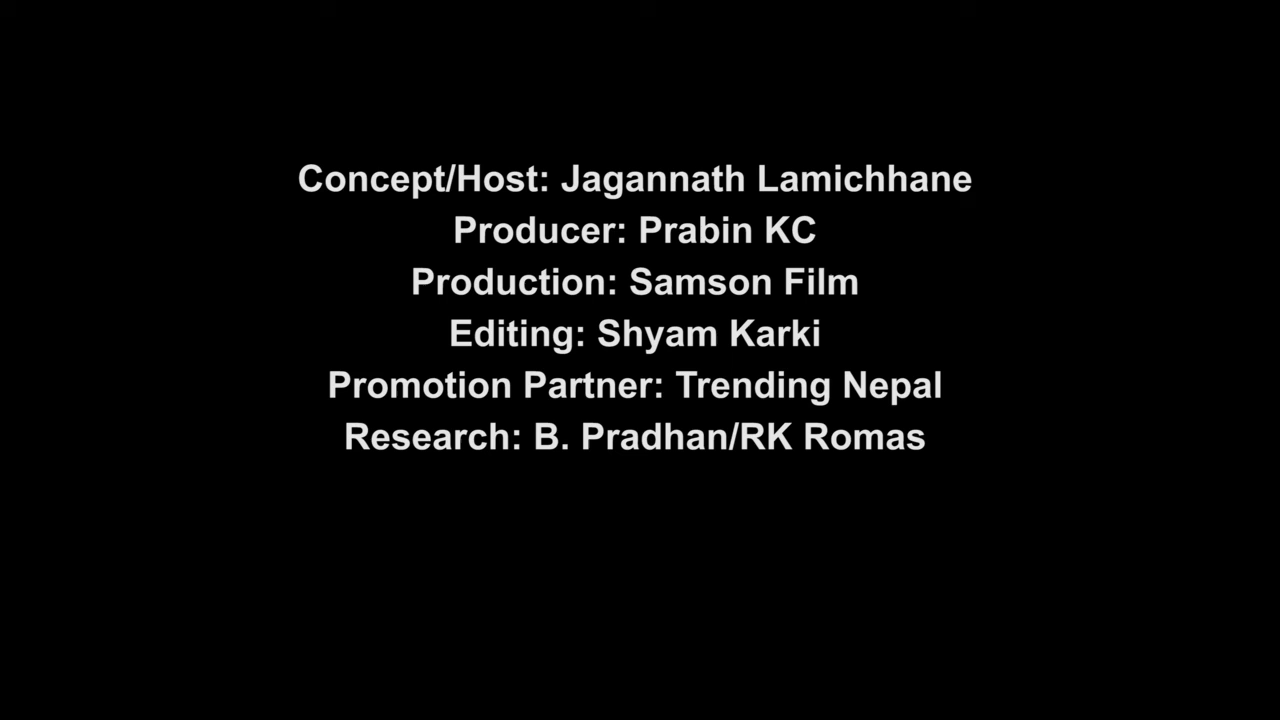 Concept/Host: Jagannath Lamichhane
Producer: Prabin KC
Production: Samson Film
Editing: Shyam Karki
Promotion Partner: Trending Nepal
Research: B. Pradhan/RK Romas